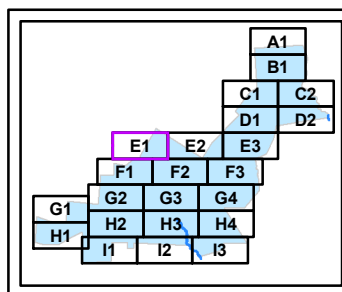 A1
B1
C1 C2
D1 D2
E1 E2 E3
F1 F2 F3
G1 G2 G3 G4
H1 H2 H3 H4
I1 I2 I3